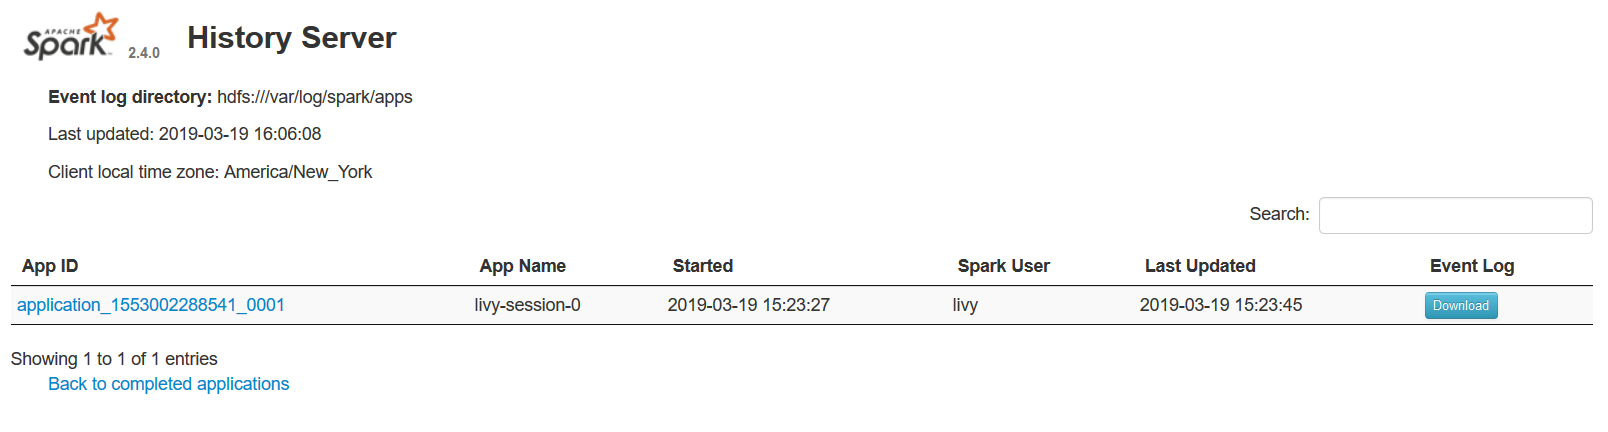 APACHE
Spark 2.4.0 History Server
Event log directory: hdfs:///var/log/spark/apps
Last updated: 2019-03-19 16:06:08
Client local time zone: America/New_York
Search:
App ID App Name Started Spark User Last Updated Event Log
application_1553002288541_0001 livy-session-0 2019-03-19 15:23:27 livy 2019-03-19 15:23:45 Download
Showing 1 to 1 of 1 entries
Back to completed applications